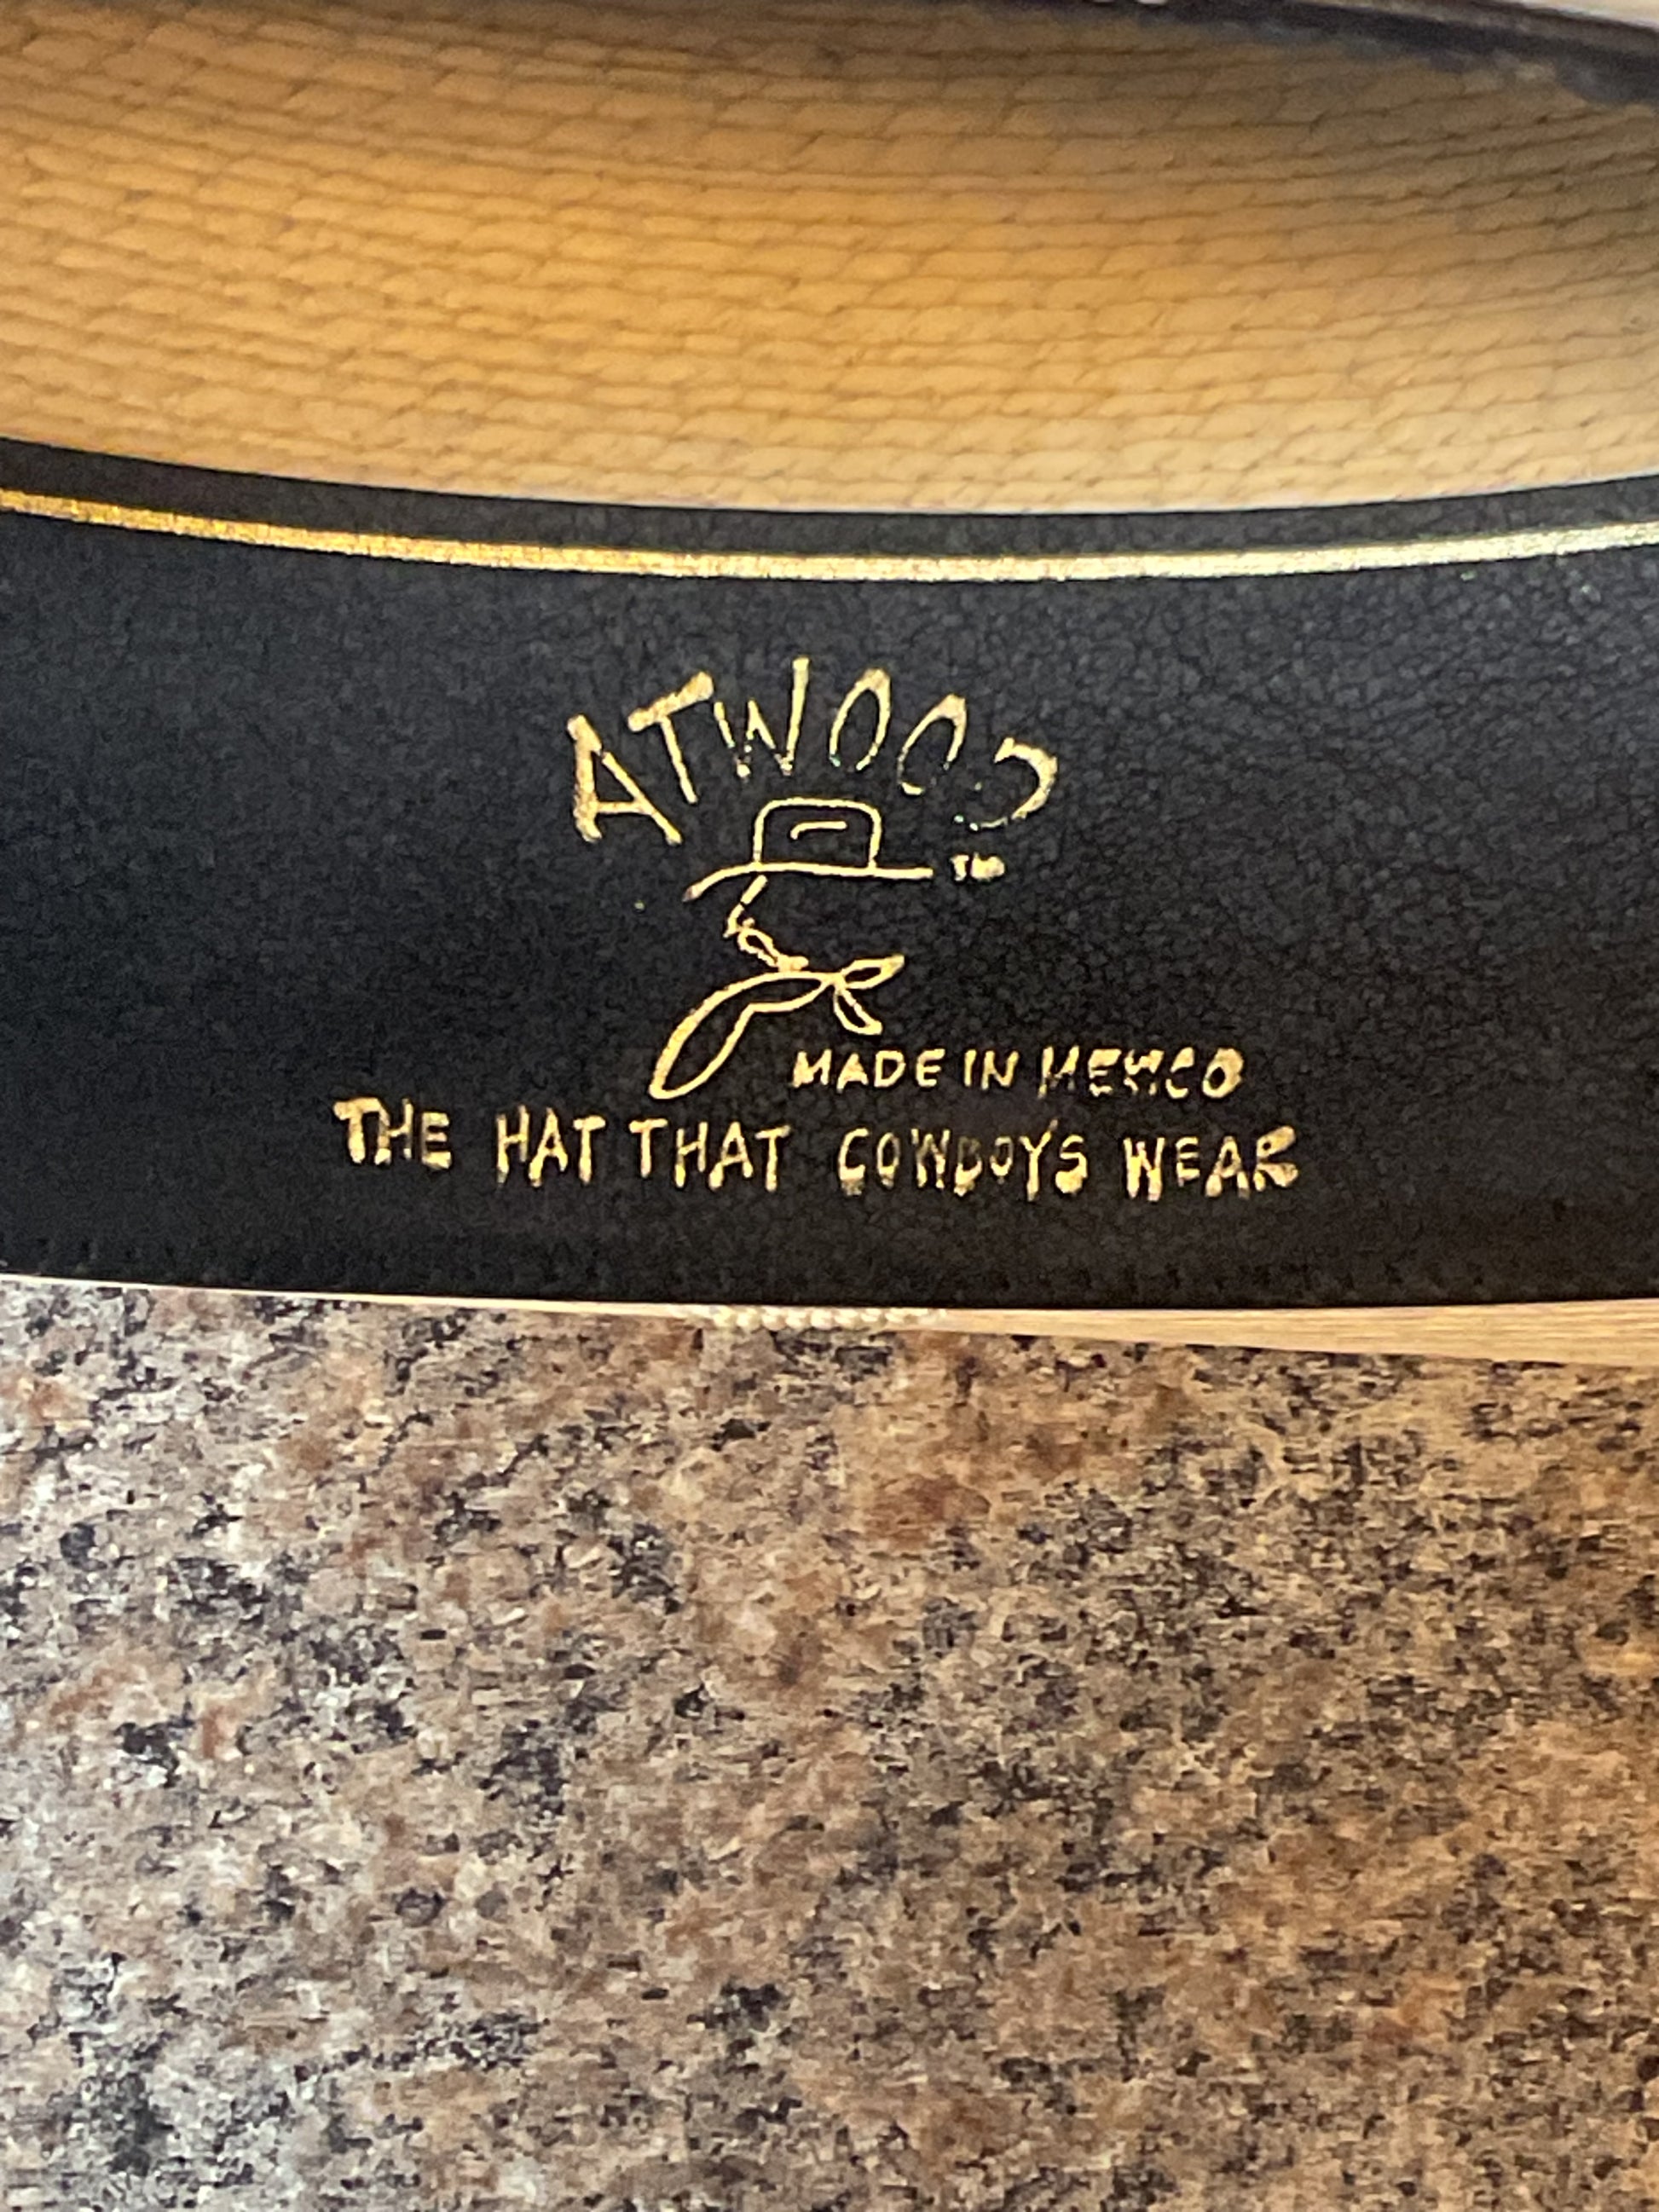 ATWOOD
TM
MADE IN MEXICO
THE HAT THAT COWBOYS WEAR